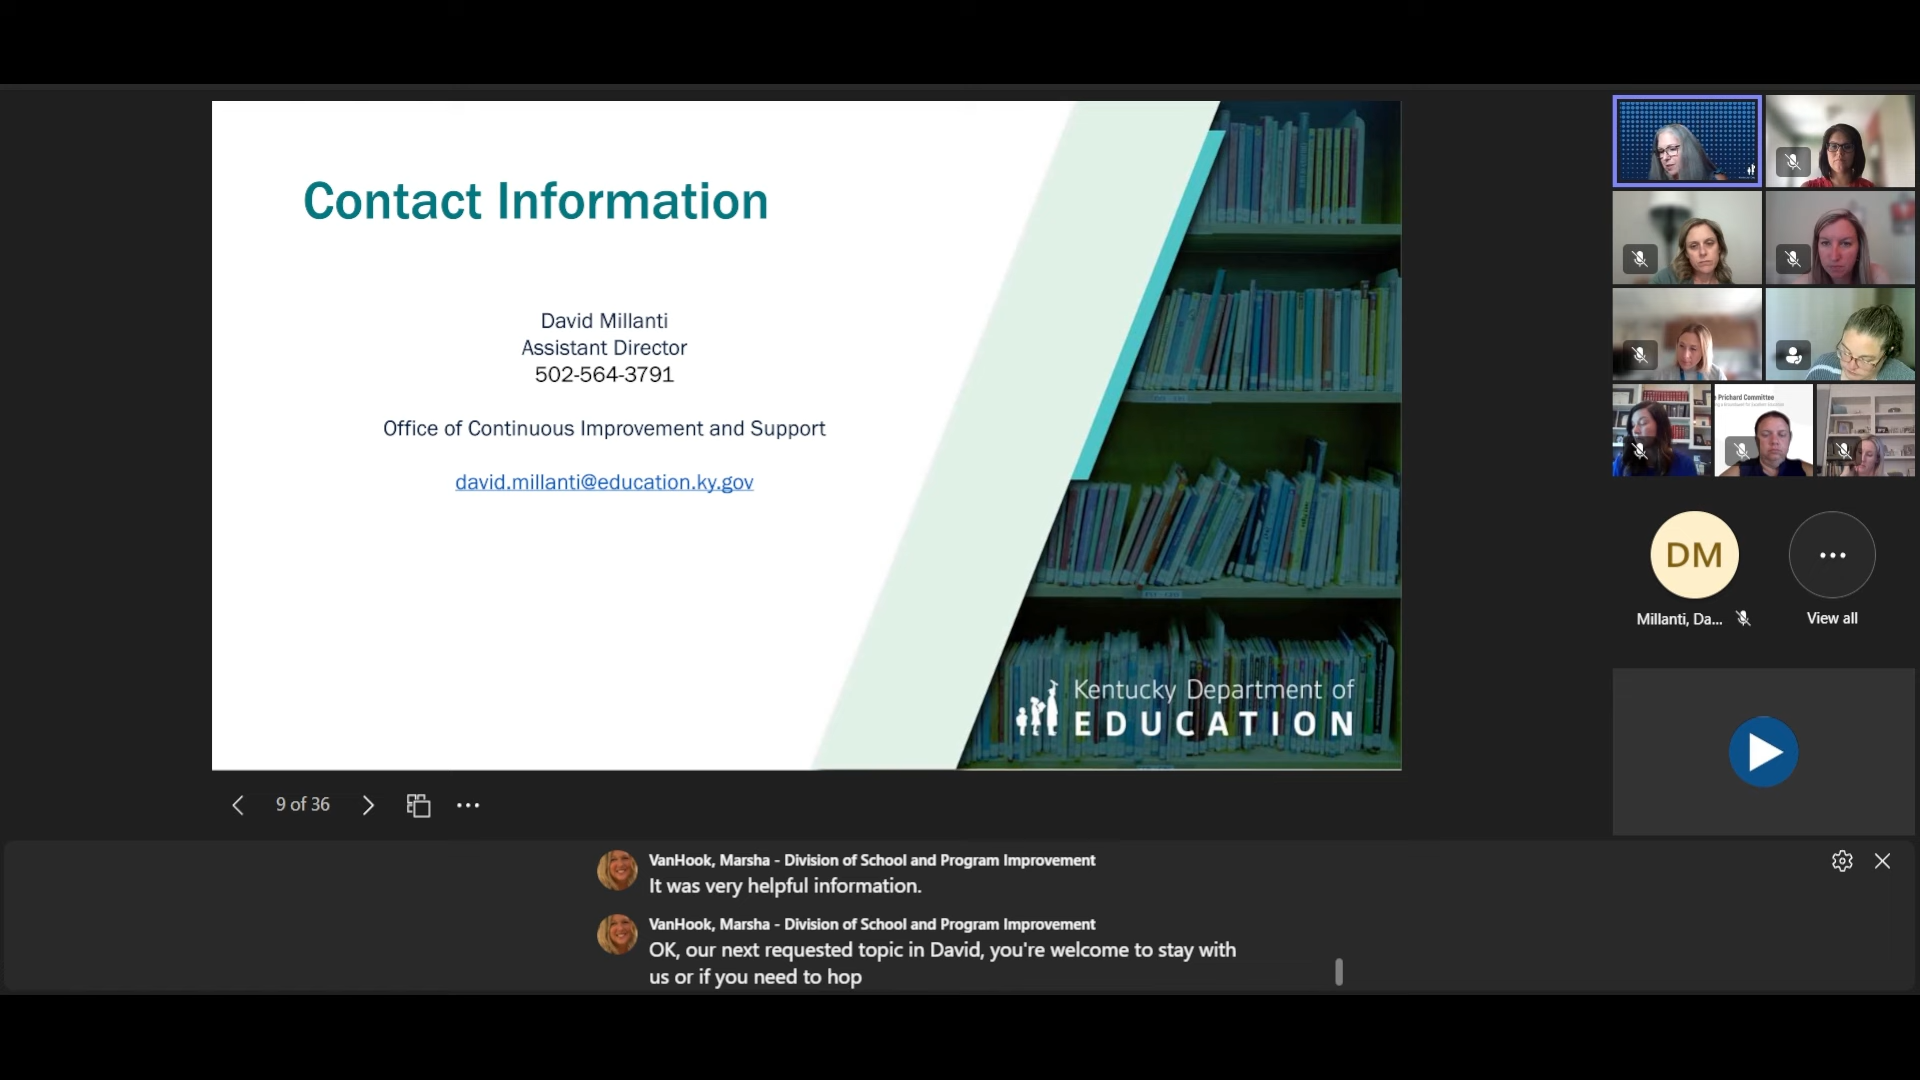 Contact Information
David Millanti
Assistant Director
502-564-3791
Office of Continuous Improvement and Support
david.millanti@education.ky.gov
Kentucky Department of
EDUCATION
9 of 36
Prichard Committee
DM
Millanti, Da...
View all
VanHook, Marsha - Division of School and Program Improvement
It was very helpful information.
VanHook, Marsha - Division of School and Program Improvement
OK, our next requested topic in David, you're welcome to stay with
us or if you need to hop